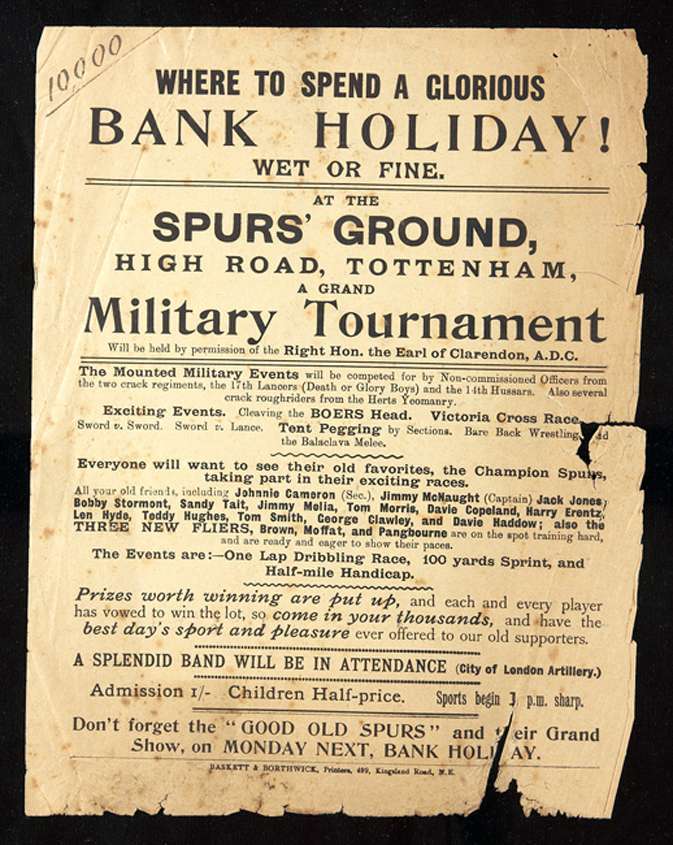 10000
WHERE TO SPEND A GLORIOUS
BANK HOLIDAY!
WET OR FINE.
AT THE
SPURS' GROUND,
HIGH ROAD, TOTTENHAM,
A GRAND
Military Tournament
Will be held by permission of the Right Hon. the Earl of Clarendon, A.D.C.
The Mounted Military Events will be competed for by Non-commissioned Officers from
the two crack regiments, the 17th Lancers (Death or Glory Boys) and the 14th Hussars. Also several
crack roughriders from the Herts Yeomanry.
Exciting Events. Cleaving the BOERS Head. Victoria Cross Race.
Sword v. Sword. Sword v. Lance. Tent Pegging by Sections. Bare Back Wrestling,
the Balaclava Melee.
Everyone will want to see their old favorites, the Champion Spurs,
taking part in their exciting races.
All your old friends, including Johnnie Cameron (Sec.), Jimmy McNaught (Captain) Jack Jones,
Bobby Stormont, Sandy Tait, Jimmy Melia, Tom Morris, Davie Copeland, Harry Erentz,
Len Hyde, Teddy Hughes, Tom Smith, George Clawley, and Davie Haddow; also the
THREE NEW FLIERS, Brown, Moffat, and Pangbourne are on the spot training hard,
and are ready and eager to show their paces.
The Events are:—One Lap Dribbling Race, 100 yards Sprint, and
Half-mile Handicap.
Prizes worth winning are put up, and each and every player
has vowed to win the lot, so come in your thousands, and have the
best day's sport and pleasure ever offered to our old supporters.
A SPLENDID BAND WILL BE IN ATTENDANCE (City of London Artillery.)
Admission 1/- Children Half-price. Sports begin 3 p.m. sharp.
Don't forget the "GOOD OLD SPURS" and their Grand
Show, on MONDAY NEXT, BANK HOLIDAY.
BASKETT & BORTHWICK, Printers, 499, Kingsland Road, N.E.